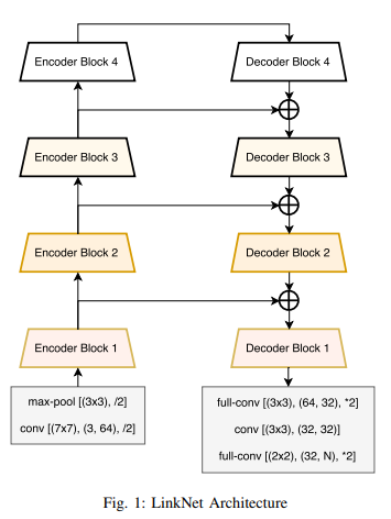 Encoder Block 4
Decoder Block 4
Encoder Block 3
Decoder Block 3
Encoder Block 2
Decoder Block 2
Encoder Block 1
Decoder Block 1
max-pool [(3x3), /2]
conv [(7x7), (3, 64), /2]
full-conv [(3x3), (64, 32), *2]
conv [(3x3), (32, 32)]
full-conv [(2x2), (32, N), *2]
Fig. 1: LinkNet Architecture